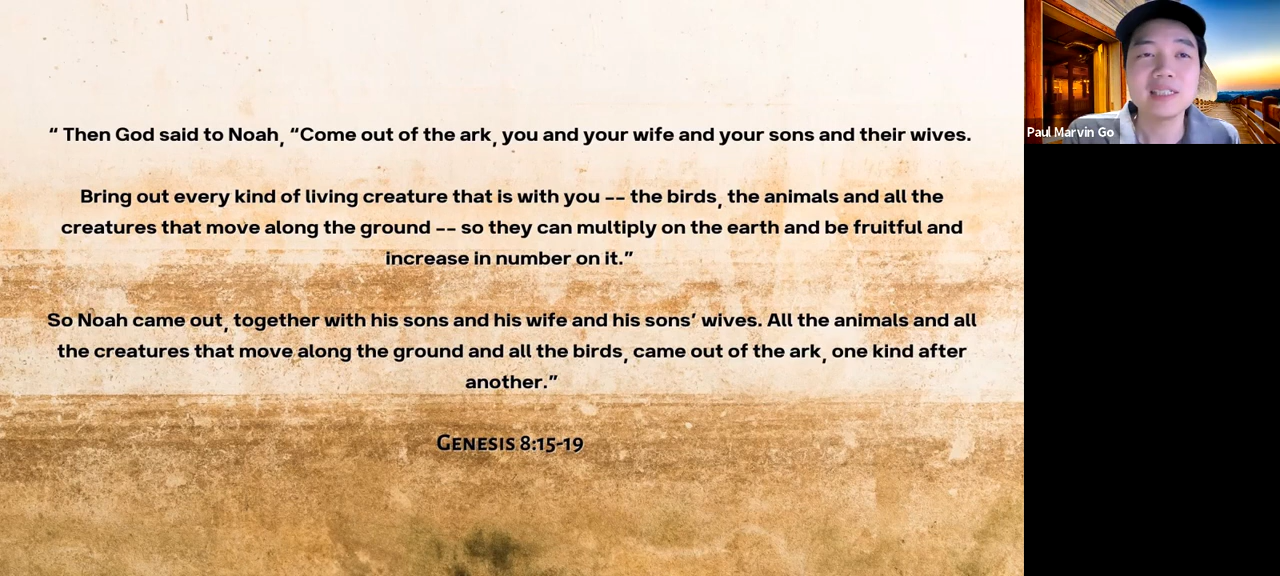 “ Then God said to Noah, “Come out of the ark, you and your wife and your sons and their wives.
Bring out every kind of living creature that is with you -- the birds, the animals and all the
creatures that move along the ground -- so they can multiply on the earth and be fruitful and
increase in number on it.”
So Noah came out, together with his sons and his wife and his sons’ wives. All the animals and all
the creatures that move along the ground and all the birds, came out of the ark, one kind after
another.”
Genesis 8:15-19
Paul Marvin Go